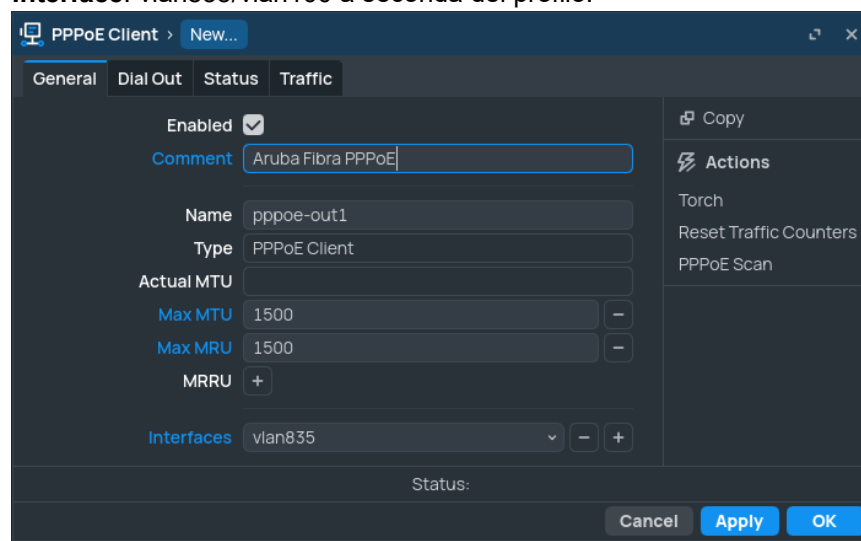 PPPoE Client > New...
General Dial Out Status Traffic
Enabled
Comment Aruba Fibra PPPoE
Name pppoe-out1
Type PPPoE Client
Actual MTU
Max MTU 1500 −
Max MRU 1500 −
MRRU +
Interfaces vlan835 − +
Copy
Actions
Torch
Reset Traffic Counters
PPPoE Scan
Status:
Cancel Apply OK